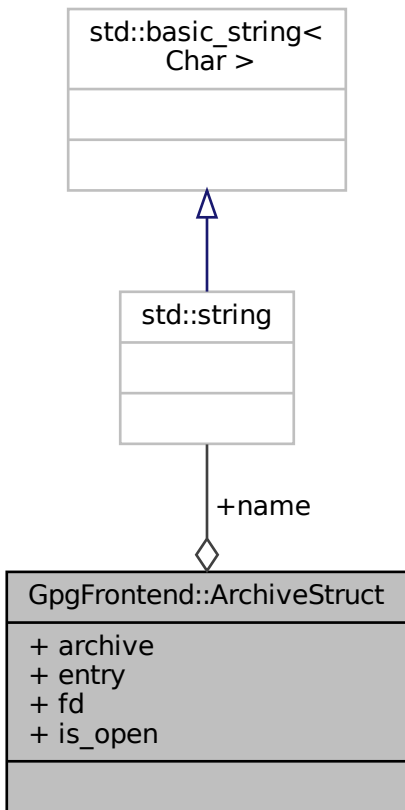 std::basic_string<
Char >
std::string
+name
GpgFrontend::ArchiveStruct
+ archive
+ entry
+ fd
+ is_open